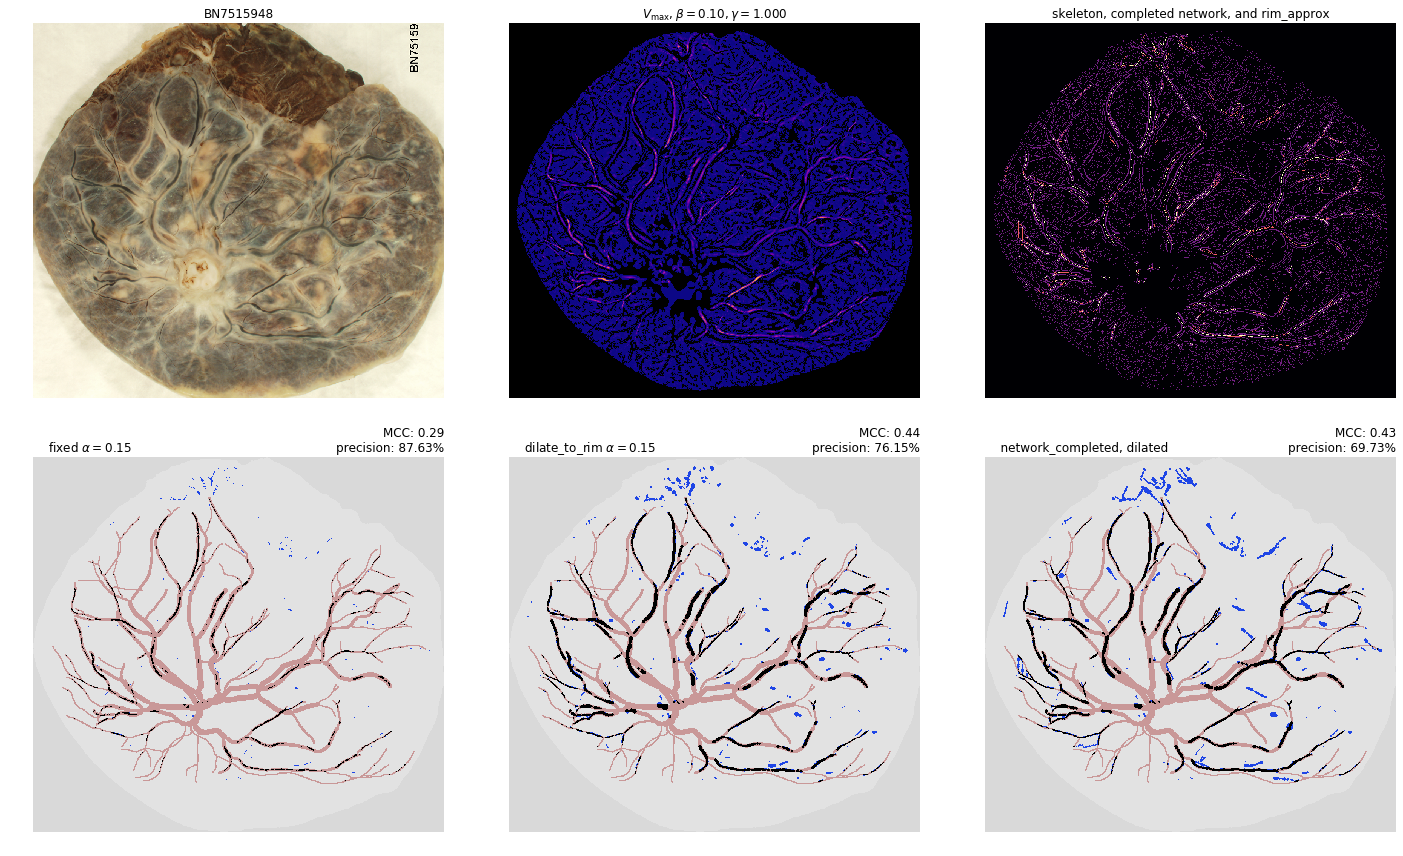 BN7515948
V_max, β = 0.10, γ = 1.000
skeleton, completed network, and rim_approx
BN75159
fixed α = 0.15
MCC: 0.29
precision: 87.63%
dilate_to_rim α = 0.15
MCC: 0.44
precision: 76.15%
network_completed, dilated
MCC: 0.43
precision: 69.73%